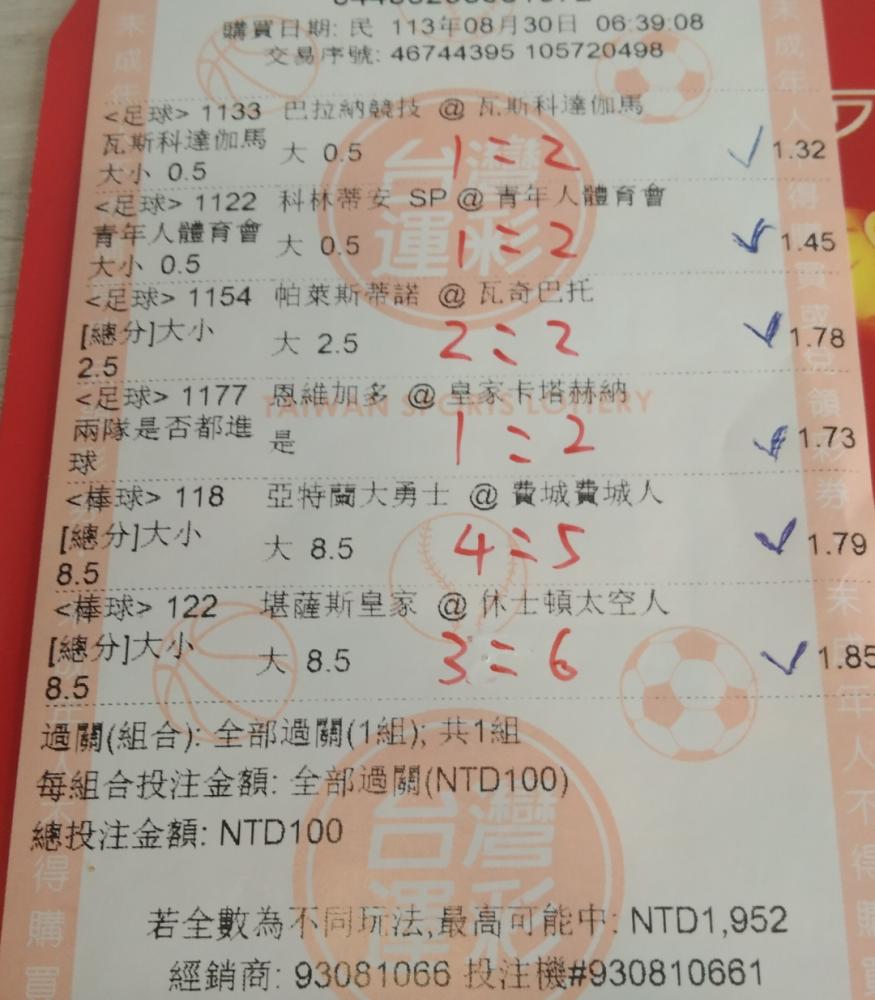 購買日期: 民 113年08月30日 06:39:08
交易序號: 46744395 105720498
<足球> 1133 巴拉納競技 @ 瓦斯科達伽馬
瓦斯科達伽馬 大 0.5 1:2 1.32
大小 0.5
<足球> 1122 科林蒂安 SP @ 青年人體育會
青年人體育會 大 0.5 1:2 1.45
大小 0.5
<足球> 1154 帕萊斯蒂諾 @ 瓦奇巴托
[總分]大小 大 2.5 2:2 1.78
2.5
<足球> 1177 恩維加多 @ 皇家卡塔赫納
TAIWAN SPORTS LOTTERY
兩隊是否都進 是 1:2 1.73
球
<棒球> 118 亞特蘭大勇士 @ 費城費城人
[總分]大小 大 8.5 4:5 1.79
8.5
<棒球> 122 堪薩斯皇家 @ 休士頓太空人
[總分]大小 大 8.5 3:6 1.85
8.5
過關(組合): 全部過關(1組); 共1組
每組合投注金額: 全部過關(NTD100)
總投注金額: NTD100
若全數為不同玩法,最高可能中: NTD1,952
經銷商: 93081066 投注機#930810661
台灣
運彩
台灣
運彩